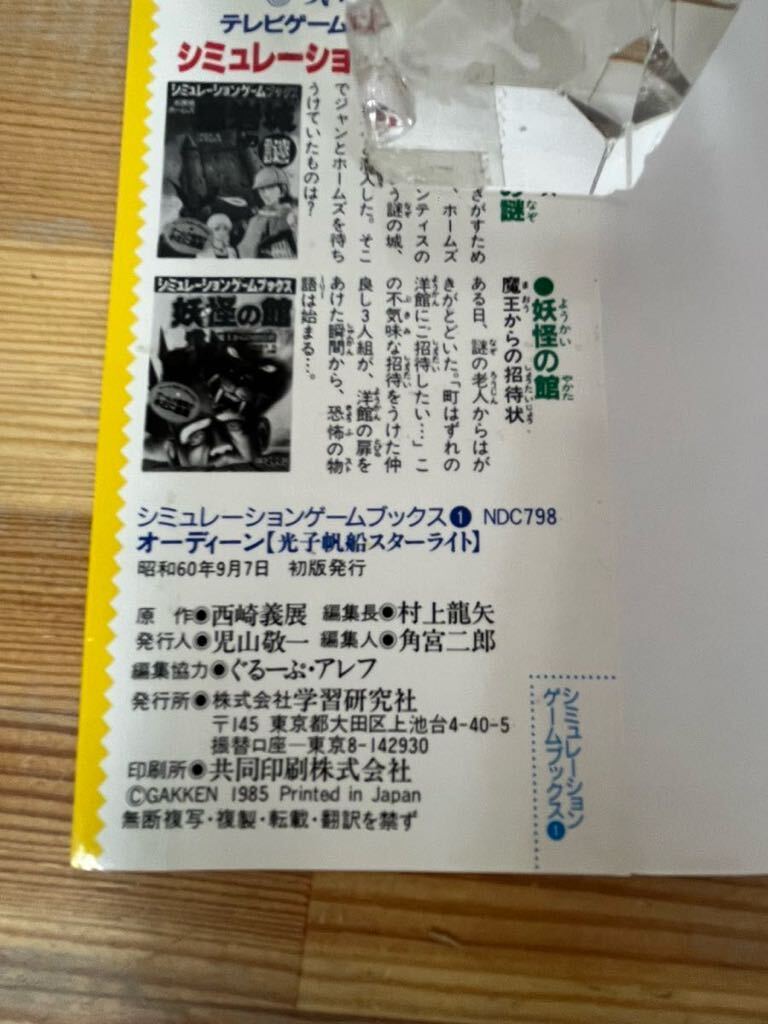 テレビゲーム
シミュレーショ
シミュレーションゲームブックス
謎
の謎
きがすため
、ホームズ
ンティスの
う謎の城、
入した。そこ
でジャンとホームズを待ち
うけていたものは？
シミュレーションゲームブックス
妖怪の館
●妖怪の館
魔王からの招待状
ある日、謎の老人からはが
きがとどいた。「町はずれの
洋館にご招待したい…」こ
の不気味な招待をうけた仲
良し3人組が、洋館の扉を
あけた瞬間から、恐怖の物
語は始まる…。
シミュレーションゲームブックス❶ NDC798
オーディーン【光子帆船スターライト】
昭和60年9月7日 初版発行
原 作●西崎義展 編集長●村上龍矢
発行人●児山敬一 編集人●角宮二郎
編集協力●ぐるーぷ・アレフ
発行所●株式会社学習研究社
〒145 東京都大田区上池台4-40-5
振替口座―東京8-142930
印刷所●共同印刷株式会社
©GAKKEN 1985 Printed in Japan
無断複写・複製・転載・翻訳を禁ず
シミュレーション
ゲームブックス❶